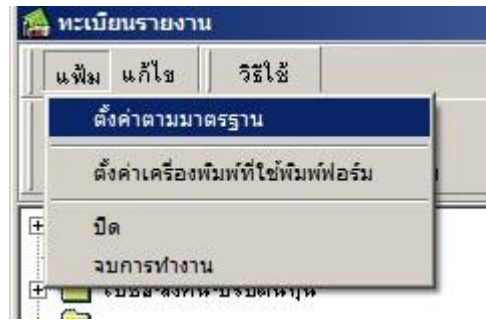 ทะเบียนรายงาน
แฟ้ม แก้ไข วิธีใช้
ตั้งค่าตามมาตรฐาน
ตั้งค่าเครื่องพิมพ์ที่ใช้พิมพ์ฟอร์ม
ปิด
จบการทำงาน